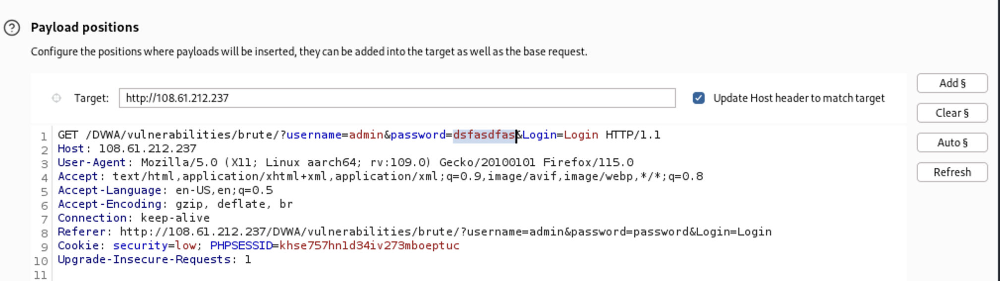 Payload positions
Configure the positions where payloads will be inserted, they can be added into the target as well as the base request.
Add §
Target: http://108.61.212.237 Update Host header to match target
Clear §
Auto §
Refresh
1 GET /DVWA/vulnerabilities/brute/?username=admin&password=dsfasdfas&Login=Login HTTP/1.1
2 Host: 108.61.212.237
3 User-Agent: Mozilla/5.0 (X11; Linux aarch64; rv:109.0) Gecko/20100101 Firefox/115.0
4 Accept: text/html,application/xhtml+xml,application/xml;q=0.9,image/avif,image/webp,*/*;q=0.8
5 Accept-Language: en-US,en;q=0.5
6 Accept-Encoding: gzip, deflate, br
7 Connection: keep-alive
8 Referer: http://108.61.212.237/DVWA/vulnerabilities/brute/?username=admin&password=password&Login=Login
9 Cookie: security=low; PHPSESSID=khse757hn1d34iv273mboeptuc
10 Upgrade-Insecure-Requests: 1
11